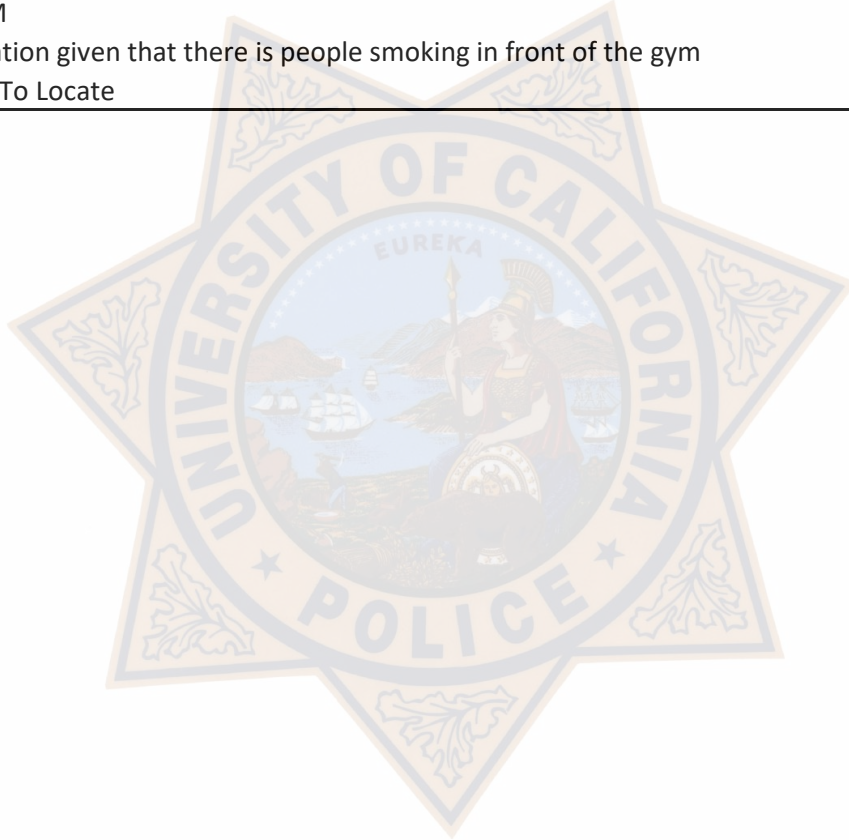 M
ation given that there is people smoking in front of the gym
To Locate
UNIVERSITY OF CALIFORNIA
EUREKA
POLICE